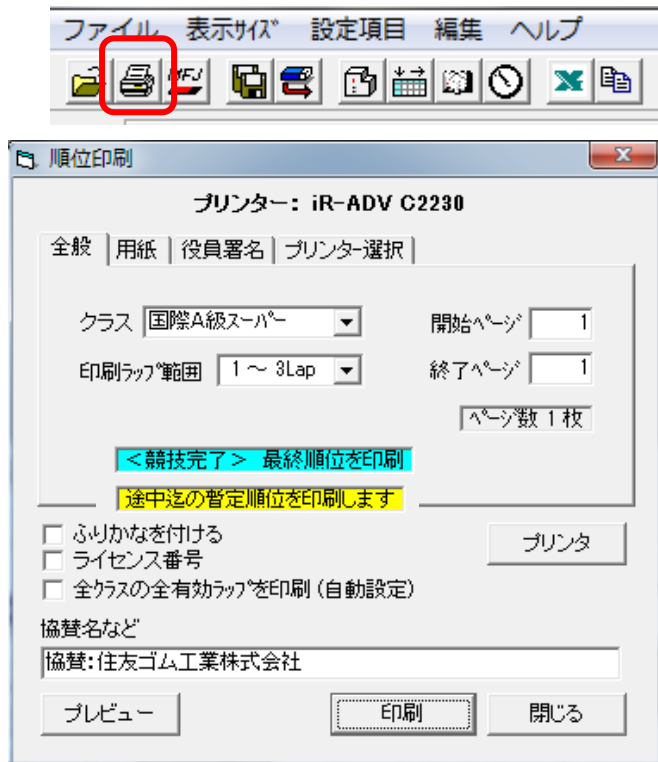 ファイル 表示ｻｲｽﾞ 設定項目 編集 ヘルプ
MFJ
順位印刷
プリンター： iR-ADV C2230
全般 用紙 役員署名 プリンター選択
クラス 国際A級スーパー 開始ﾍﾟｰｼﾞ 1
印刷ﾗｯﾌﾟ範囲 1 ～ 3Lap 終了ﾍﾟｰｼﾞ 1
ﾍﾟｰｼﾞ数 1 枚
＜競技完了＞ 最終順位を印刷
途中迄の暫定順位を印刷します
ふりかなを付ける
プリンタ
ライセンス番号
全ｸﾗｽの全有効ﾗｯﾌﾟを印刷（自動設定）
協賛名など
協賛:住友ゴム工業株式会社
プレビュー 印刷 閉じる